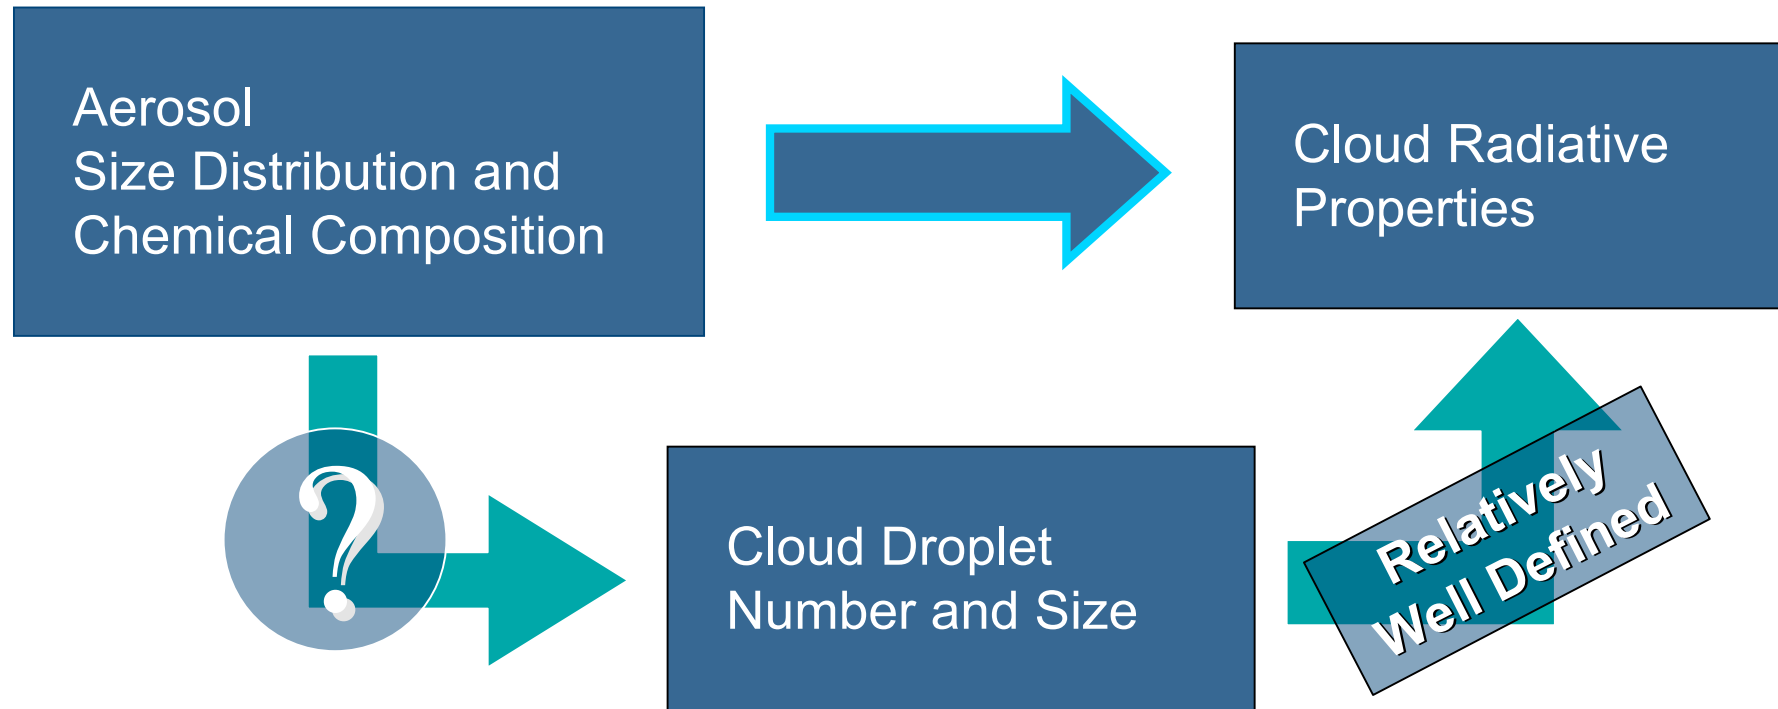 Aerosol
Size Distribution and
Chemical Composition
Cloud Radiative
Properties
?
Cloud Droplet
Number and Size
Relatively
Well Defined